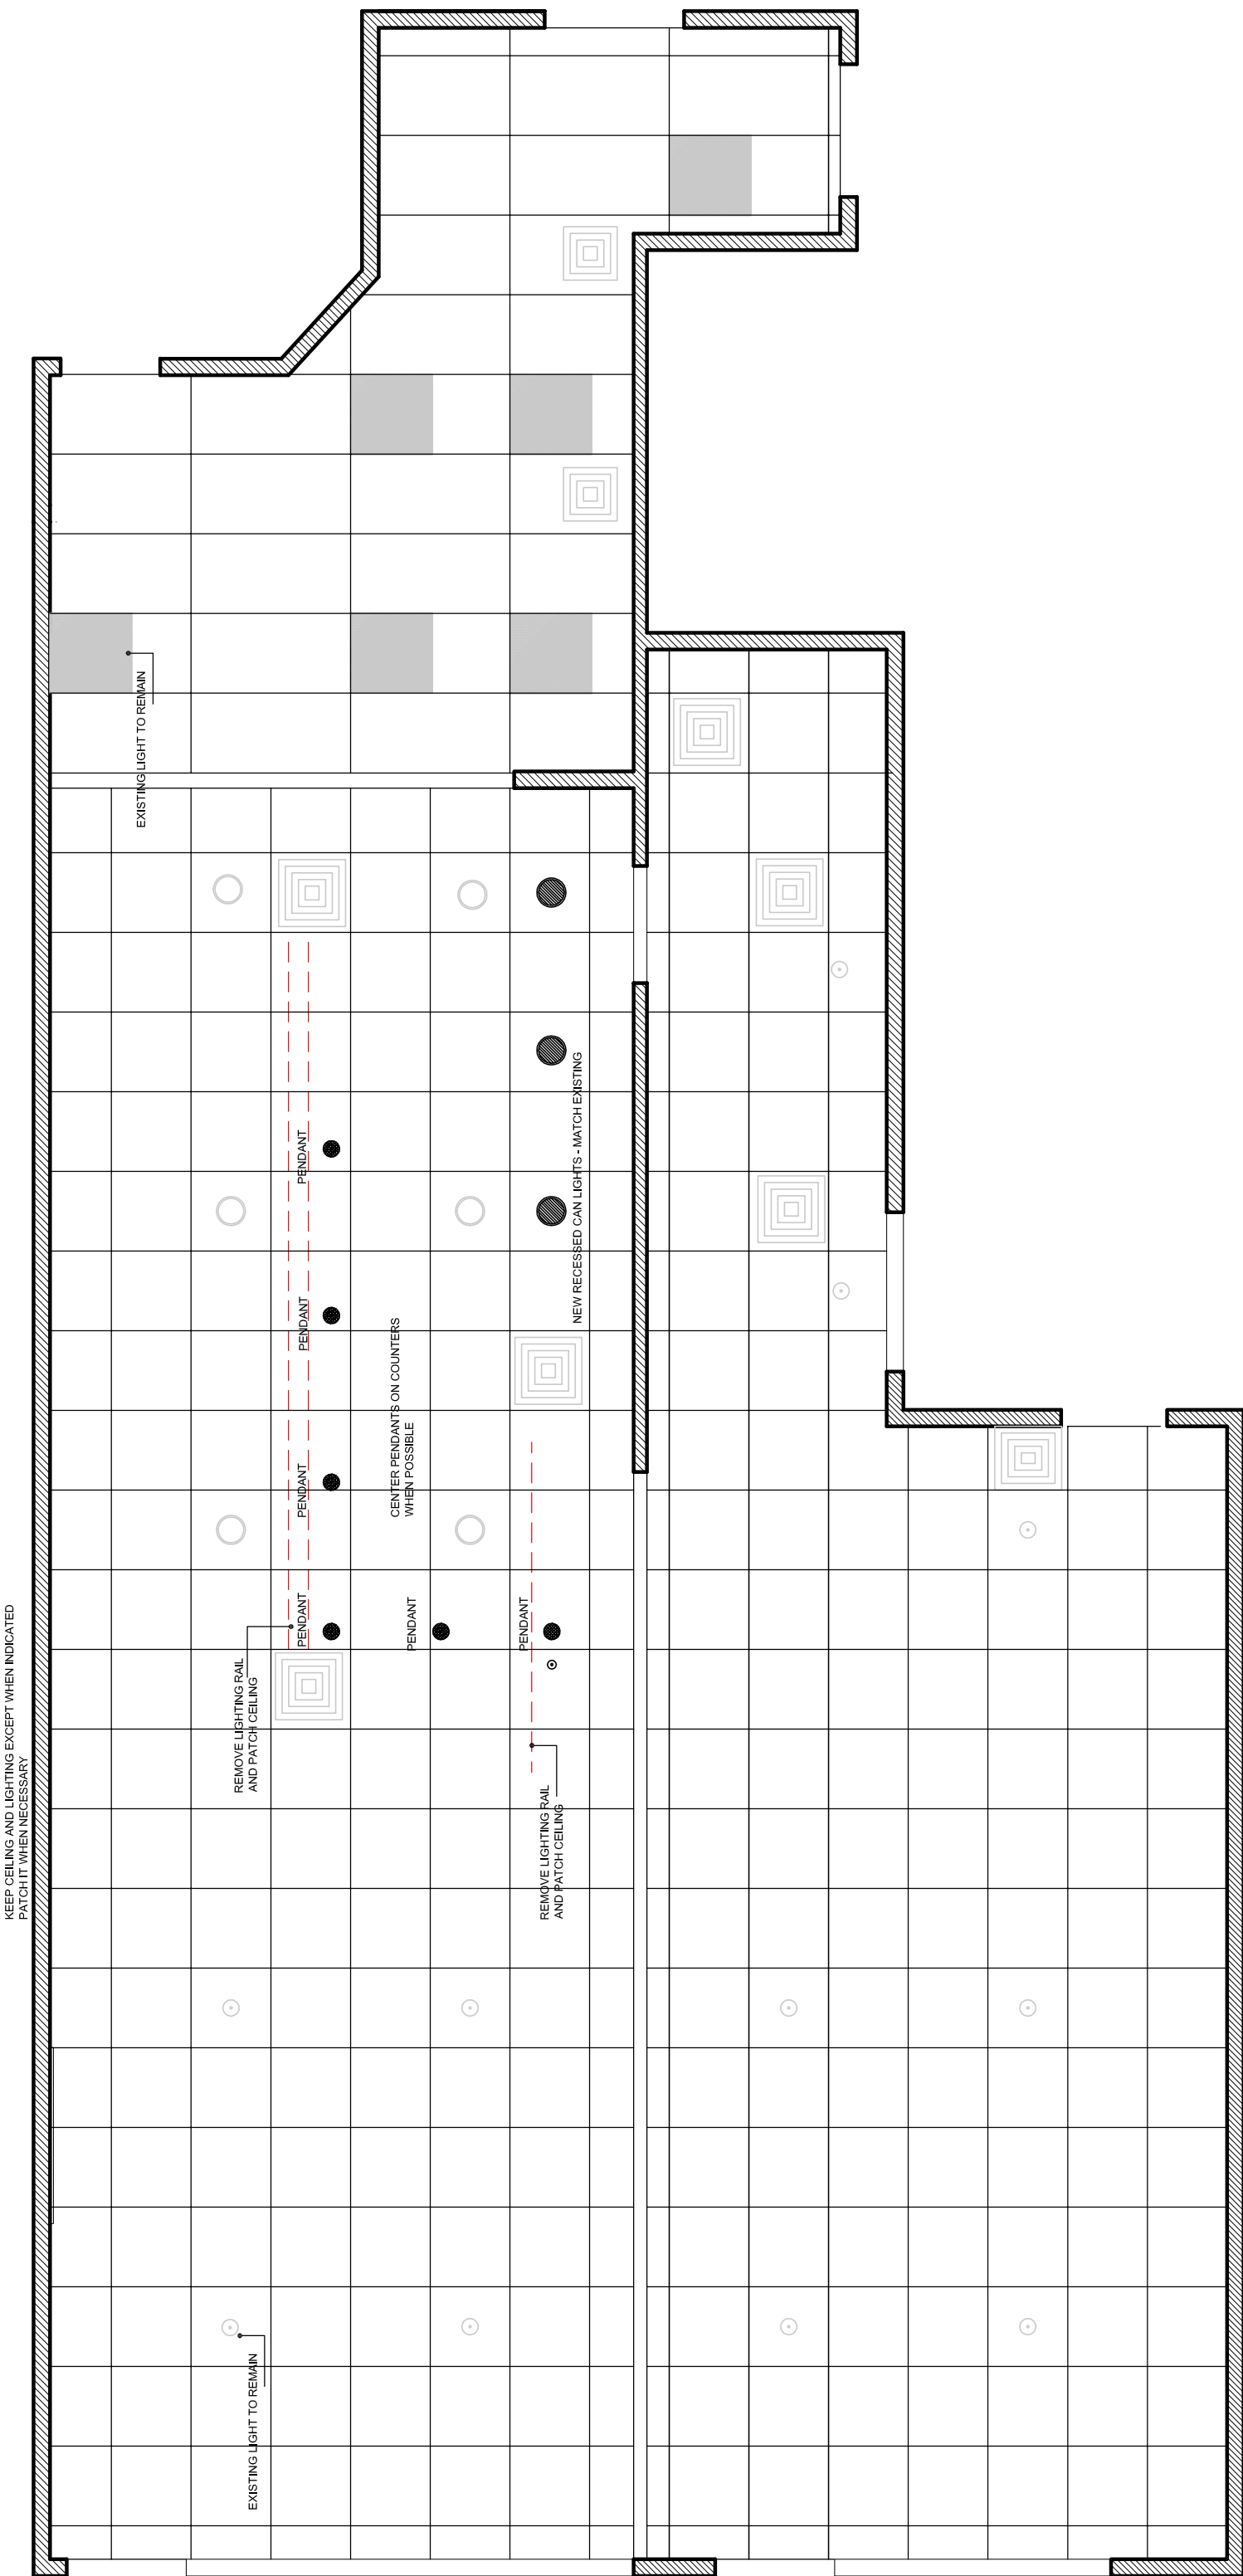 KEEP CEILING AND LIGHTING EXCEPT WHEN INDICATED
PATCH IT WHEN NECESSARY
EXISTING LIGHT TO REMAIN
PENDANT
PENDANT
PENDANT
PENDANT
PENDANT
PENDANT
NEW RECESSED CAN LIGHTS - MATCH EXISTING
CENTER PENDANTS ON COUNTERS
WHEN POSSIBLE
REMOVE LIGHTING RAIL
AND PATCH CEILING
REMOVE LIGHTING RAIL
AND PATCH CEILING
EXISTING LIGHT TO REMAIN